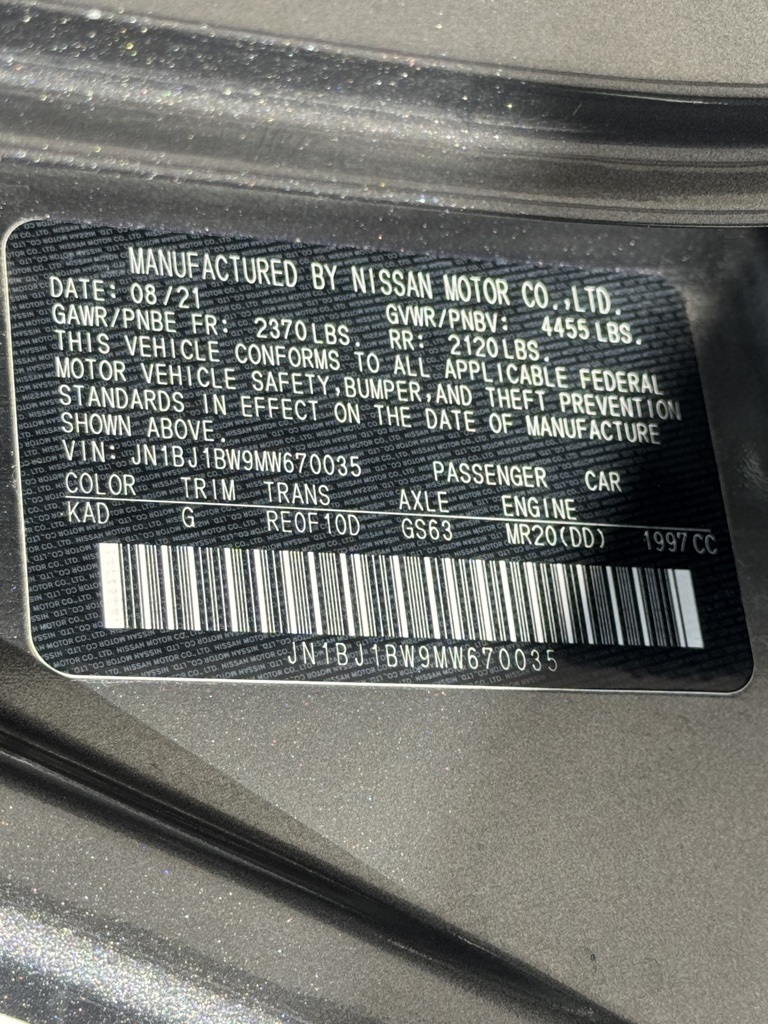 MANUFACTURED BY NISSAN MOTOR CO.,LTD.
DATE: 08/21
GAWR/PNBE FR: 2370LBS. GVWR/PNBV: 4455LBS.
RR: 2120LBS.
THIS VEHICLE CONFORMS TO ALL APPLICABLE FEDERAL
MOTOR VEHICLE SAFETY,BUMPER,AND THEFT PREVENTION
STANDARDS IN EFFECT ON THE DATE OF MANUFACTURE
SHOWN ABOVE.
VIN: JN1BJ1BW9MW670035 PASSENGER CAR
COLOR TRIM TRANS AXLE ENGINE
KAD G RE0F10D GS63 MR20(DD) 1997CC
JN1BJ1BW9MW670035